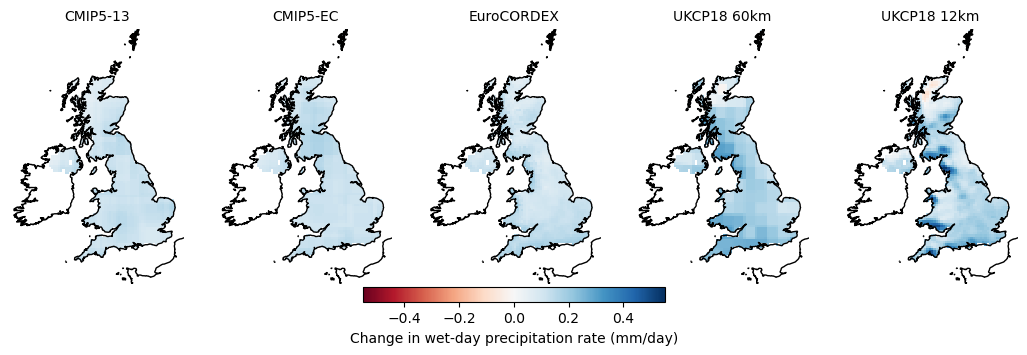 CMIP5-13 CMIP5-EC EuroCORDEX UKCP18 60km UKCP18 12km
−0.4 −0.2 0.0 0.2 0.4
Change in wet-day precipitation rate (mm/day)